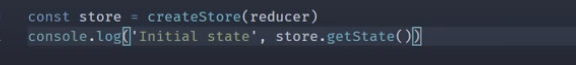 const store = createStore(reducer)
console.log('Initial state', store.getState())